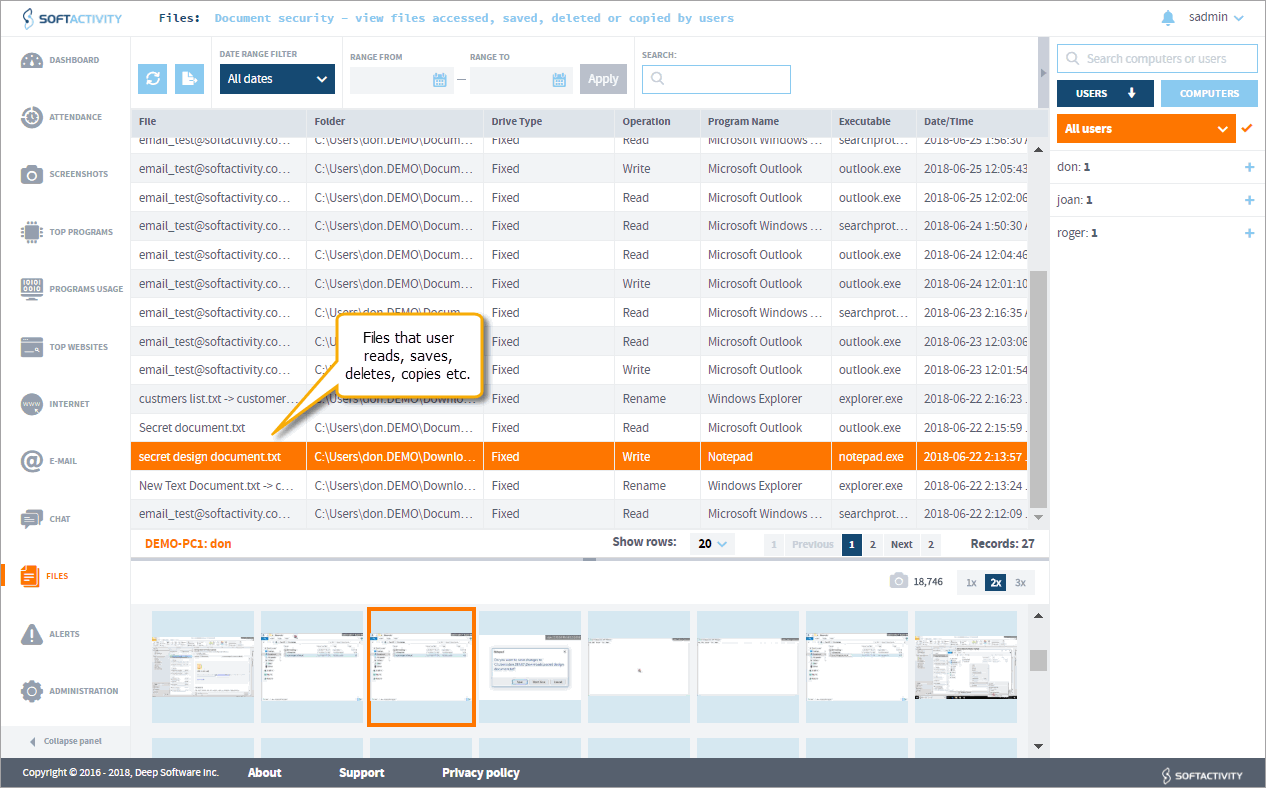 SOFTACTIVITY
Files: Document security - view files accessed, saved, deleted or copied by users
sadmin
DASHBOARD
ATTENDANCE
SCREENSHOTS
TOP PROGRAMS
PROGRAMS USAGE
TOP WEBSITES
INTERNET
E-MAIL
CHAT
FILES
ALERTS
ADMINISTRATION
Collapse panel
DATE RANGE FILTER
All dates
RANGE FROM
RANGE TO
Apply
SEARCH:
File Folder Drive Type Operation Program Name Executable Date/Time
email_test@softactivity.co... C:\Users\don.DEMO\Docum... Fixed Read Microsoft Windows ... searchprot... 2018-06-25 1:56:30 A
email_test@softactivity.co... C:\Users\don.DEMO\Docum... Fixed Write Microsoft Outlook outlook.exe 2018-06-25 12:05:43
email_test@softactivity.co... C:\Users\don.DEMO\Docum... Fixed Read Microsoft Outlook outlook.exe 2018-06-25 12:02:06
email_test@softactivity.co... C:\Users\don.DEMO\Docum... Fixed Read Microsoft Windows ... searchprot... 2018-06-24 1:50:30 A
email_test@softactivity.co... C:\Users\don.DEMO\Docum... Fixed Read Microsoft Outlook outlook.exe 2018-06-24 12:04:46
email_test@softactivity.co... C:\Users\don.DEMO\Docum... Fixed Write Microsoft Outlook outlook.exe 2018-06-24 12:01:10
email_test@softactivity.co... C:\Users\don.DEMO\Docum... Fixed Read Microsoft Windows ... searchprot... 2018-06-23 2:16:35 A
email_test@softactivity.co... Fixed Read Microsoft Outlook outlook.exe 2018-06-23 12:03:06
email_test@softactivity.co... Fixed Write Microsoft Outlook outlook.exe 2018-06-23 12:01:54
custmers list.txt -> customer... C:\Users\don.DEMO\Downlo... Fixed Rename Windows Explorer explorer.exe 2018-06-22 2:16:23 ...
Secret document.txt C:\Users\don.DEMO\Docum... Fixed Read Microsoft Outlook outlook.exe 2018-06-22 2:15:59 ...
secret design document.txt C:\Users\don.DEMO\Downlo... Fixed Write Notepad notepad.exe 2018-06-22 2:13:57 ...
New Text Document.txt -> c... C:\Users\don.DEMO\Downlo... Fixed Rename Windows Explorer explorer.exe 2018-06-22 2:13:24 ...
email_test@softactivity.co... C:\Users\don.DEMO\Docum... Fixed Read Microsoft Windows ... searchprot... 2018-06-22 2:12:09 ...
Files that user
reads, saves,
deletes, copies etc.
DEMO-PC1: don
Show rows: 20
1 Previous 1 2 Next 2
Records: 27
18,746
1x 2x 3x
Search computers or users
USERS
COMPUTERS
All users
don: 1
joan: 1
roger: 1
Copyright © 2016 - 2018, Deep Software Inc.
About
Support
Privacy policy
SOFTACTIVITY